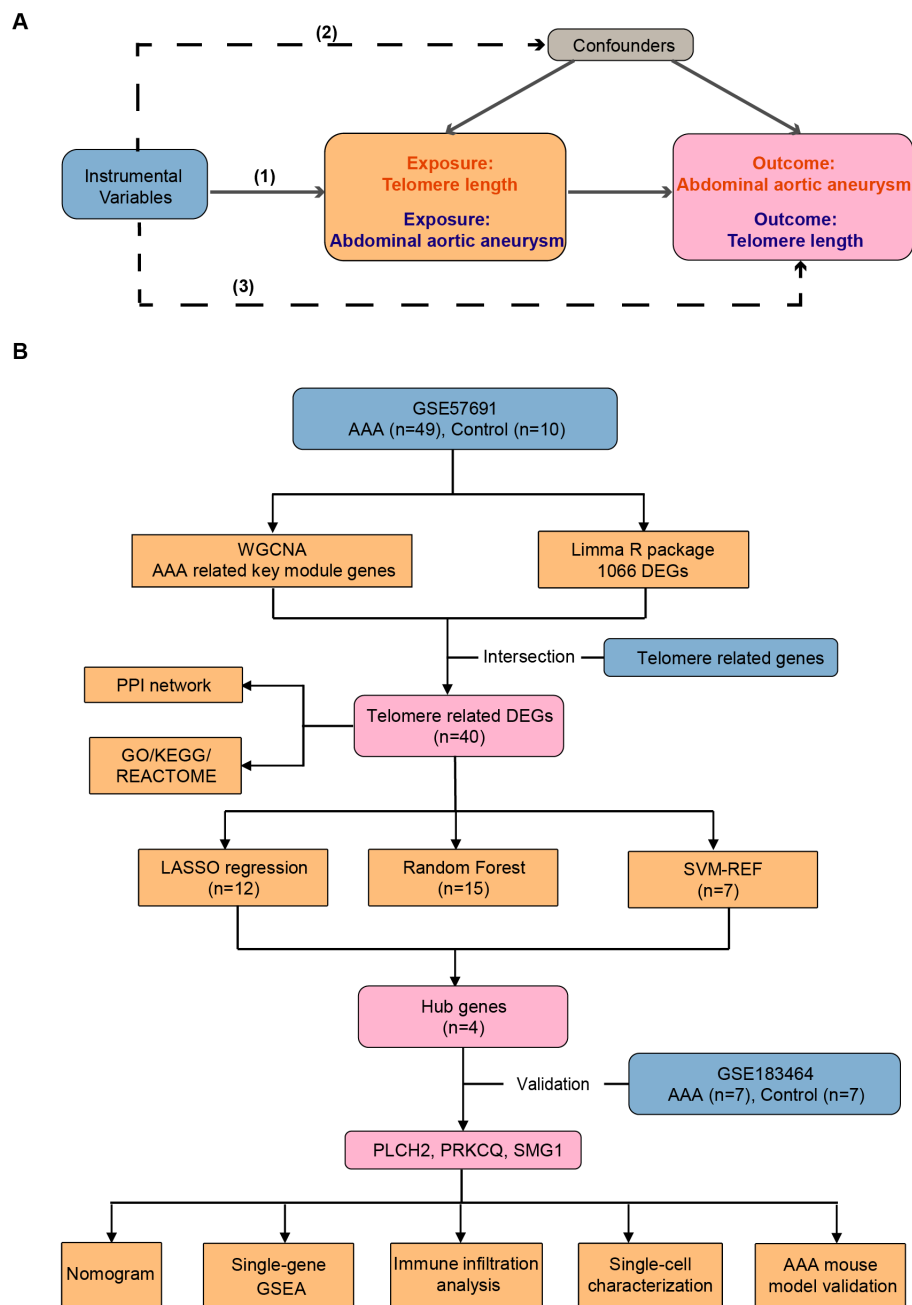 A
(2)
Confounders
Instrumental
Variables
(1)
Exposure:
Telomere length
Exposure:
Abdominal aortic aneurysm
Outcome:
Abdominal aortic aneurysm
Outcome:
Telomere length
(3)
B
GSE57691
AAA (n=49), Control (n=10)
WGCNA
AAA related key module genes
Limma R package
1066 DEGs
Intersection
Telomere related genes
PPI network
GO/KEGG/
REACTOME
Telomere related DEGs
(n=40)
LASSO regression
(n=12)
Random Forest
(n=15)
SVM-REF
(n=7)
Hub genes
(n=4)
Validation
GSE183464
AAA (n=7), Control (n=7)
PLCH2, PRKCQ, SMG1
Nomogram
Single-gene
GSEA
Immune infiltration
analysis
Single-cell
characterization
AAA mouse
model validation